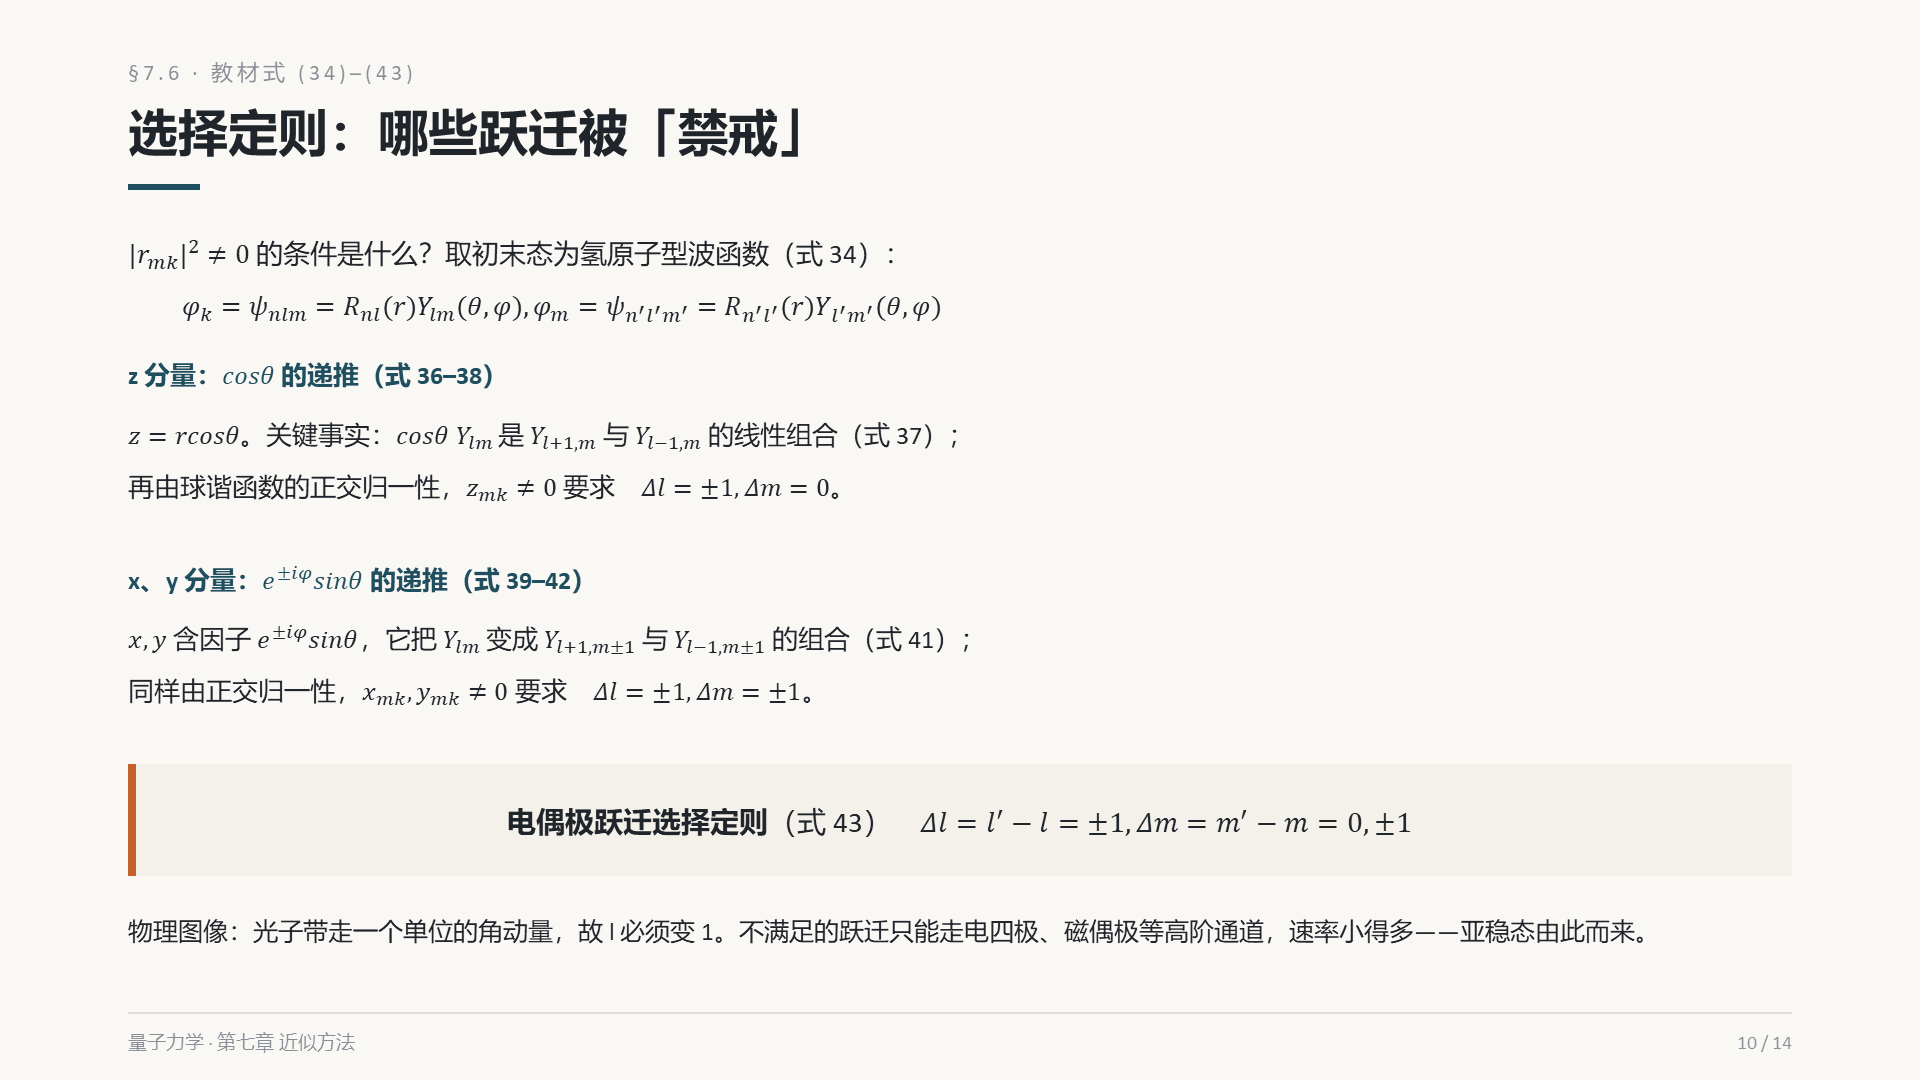 §7.6 · 教材式 (34)–(43)
选择定则：哪些跃迁被「禁戒」
|r_{mk}|^2 ≠ 0 的条件是什么？取初末态为氢原子型波函数（式 34）：
φ_k = ψ_{nlm} = R_{nl}(r)Y_{lm}(θ,φ), φ_m = ψ_{n′l′m′} = R_{n′l′}(r)Y_{l′m′}(θ,φ)
z 分量：cosθ 的递推（式 36–38）
z = rcosθ。关键事实：cosθ Y_{lm} 是 Y_{l+1,m} 与 Y_{l−1,m} 的线性组合（式 37）；
再由球谐函数的正交归一性，z_{mk} ≠ 0 要求 Δl = ±1, Δm = 0。
x、y 分量：e^{±iφ}sinθ 的递推（式 39–42）
x, y 含因子 e^{±iφ}sinθ，它把 Y_{lm} 变成 Y_{l+1,m±1} 与 Y_{l−1,m±1} 的组合（式 41）；
同样由正交归一性，x_{mk}, y_{mk} ≠ 0 要求 Δl = ±1, Δm = ±1。
电偶极跃迁选择定则（式 43） Δl = l′ − l = ±1, Δm = m′ − m = 0, ±1
物理图像：光子带走一个单位的角动量，故 l 必须变 1。不满足的跃迁只能走电四极、磁偶极等高阶通道，速率小得多——亚稳态由此而来。
量子力学 · 第七章 近似方法
10 / 14